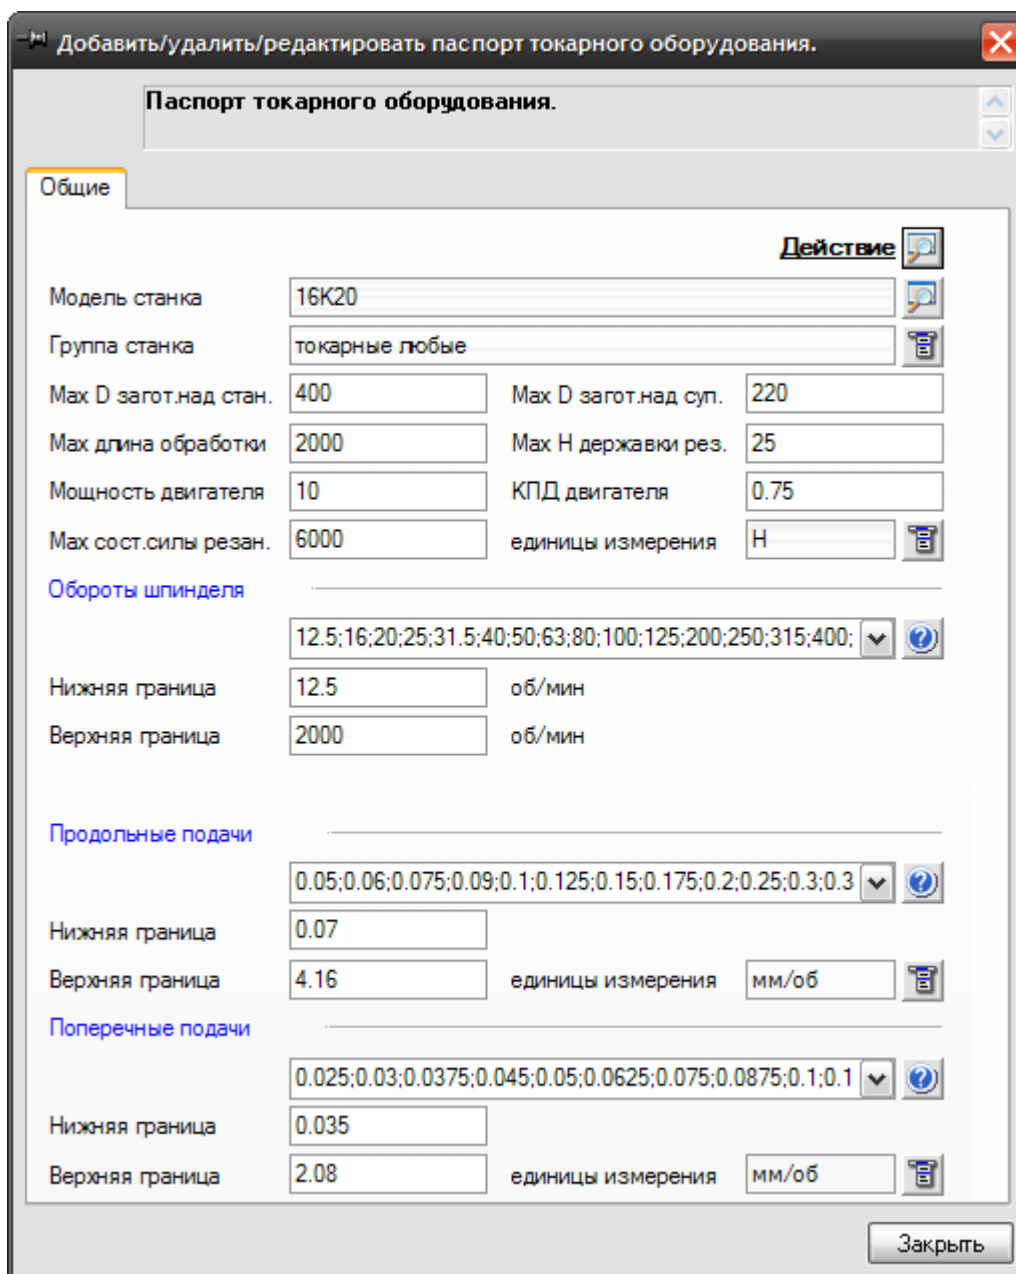 Добавить/удалить/редактировать паспорт токарного оборудования.
Паспорт токарного оборудования.
Общие
Действие
Модель станка 16К20
Группа станка токарные любые
Max D загот.над стан. 400 Max D загот.над суп. 220
Max длина обработки 2000 Max H державки рез. 25
Мощность двигателя 10 КПД двигателя 0.75
Max сост.силы резан. 6000 единицы измерения Н
Обороты шпинделя
12.5;16;20;25;31.5;40;50;63;80;100;125;200;250;315;400;
Нижняя граница 12.5 об/мин
Верхняя граница 2000 об/мин
Продольные подачи
0.05;0.06;0.075;0.09;0.1;0.125;0.15;0.175;0.2;0.25;0.3;0.3
Нижняя граница 0.07
Верхняя граница 4.16 единицы измерения мм/об
Поперечные подачи
0.025;0.03;0.0375;0.045;0.05;0.0625;0.075;0.0875;0.1;0.1
Нижняя граница 0.035
Верхняя граница 2.08 единицы измерения мм/об
Закрыть